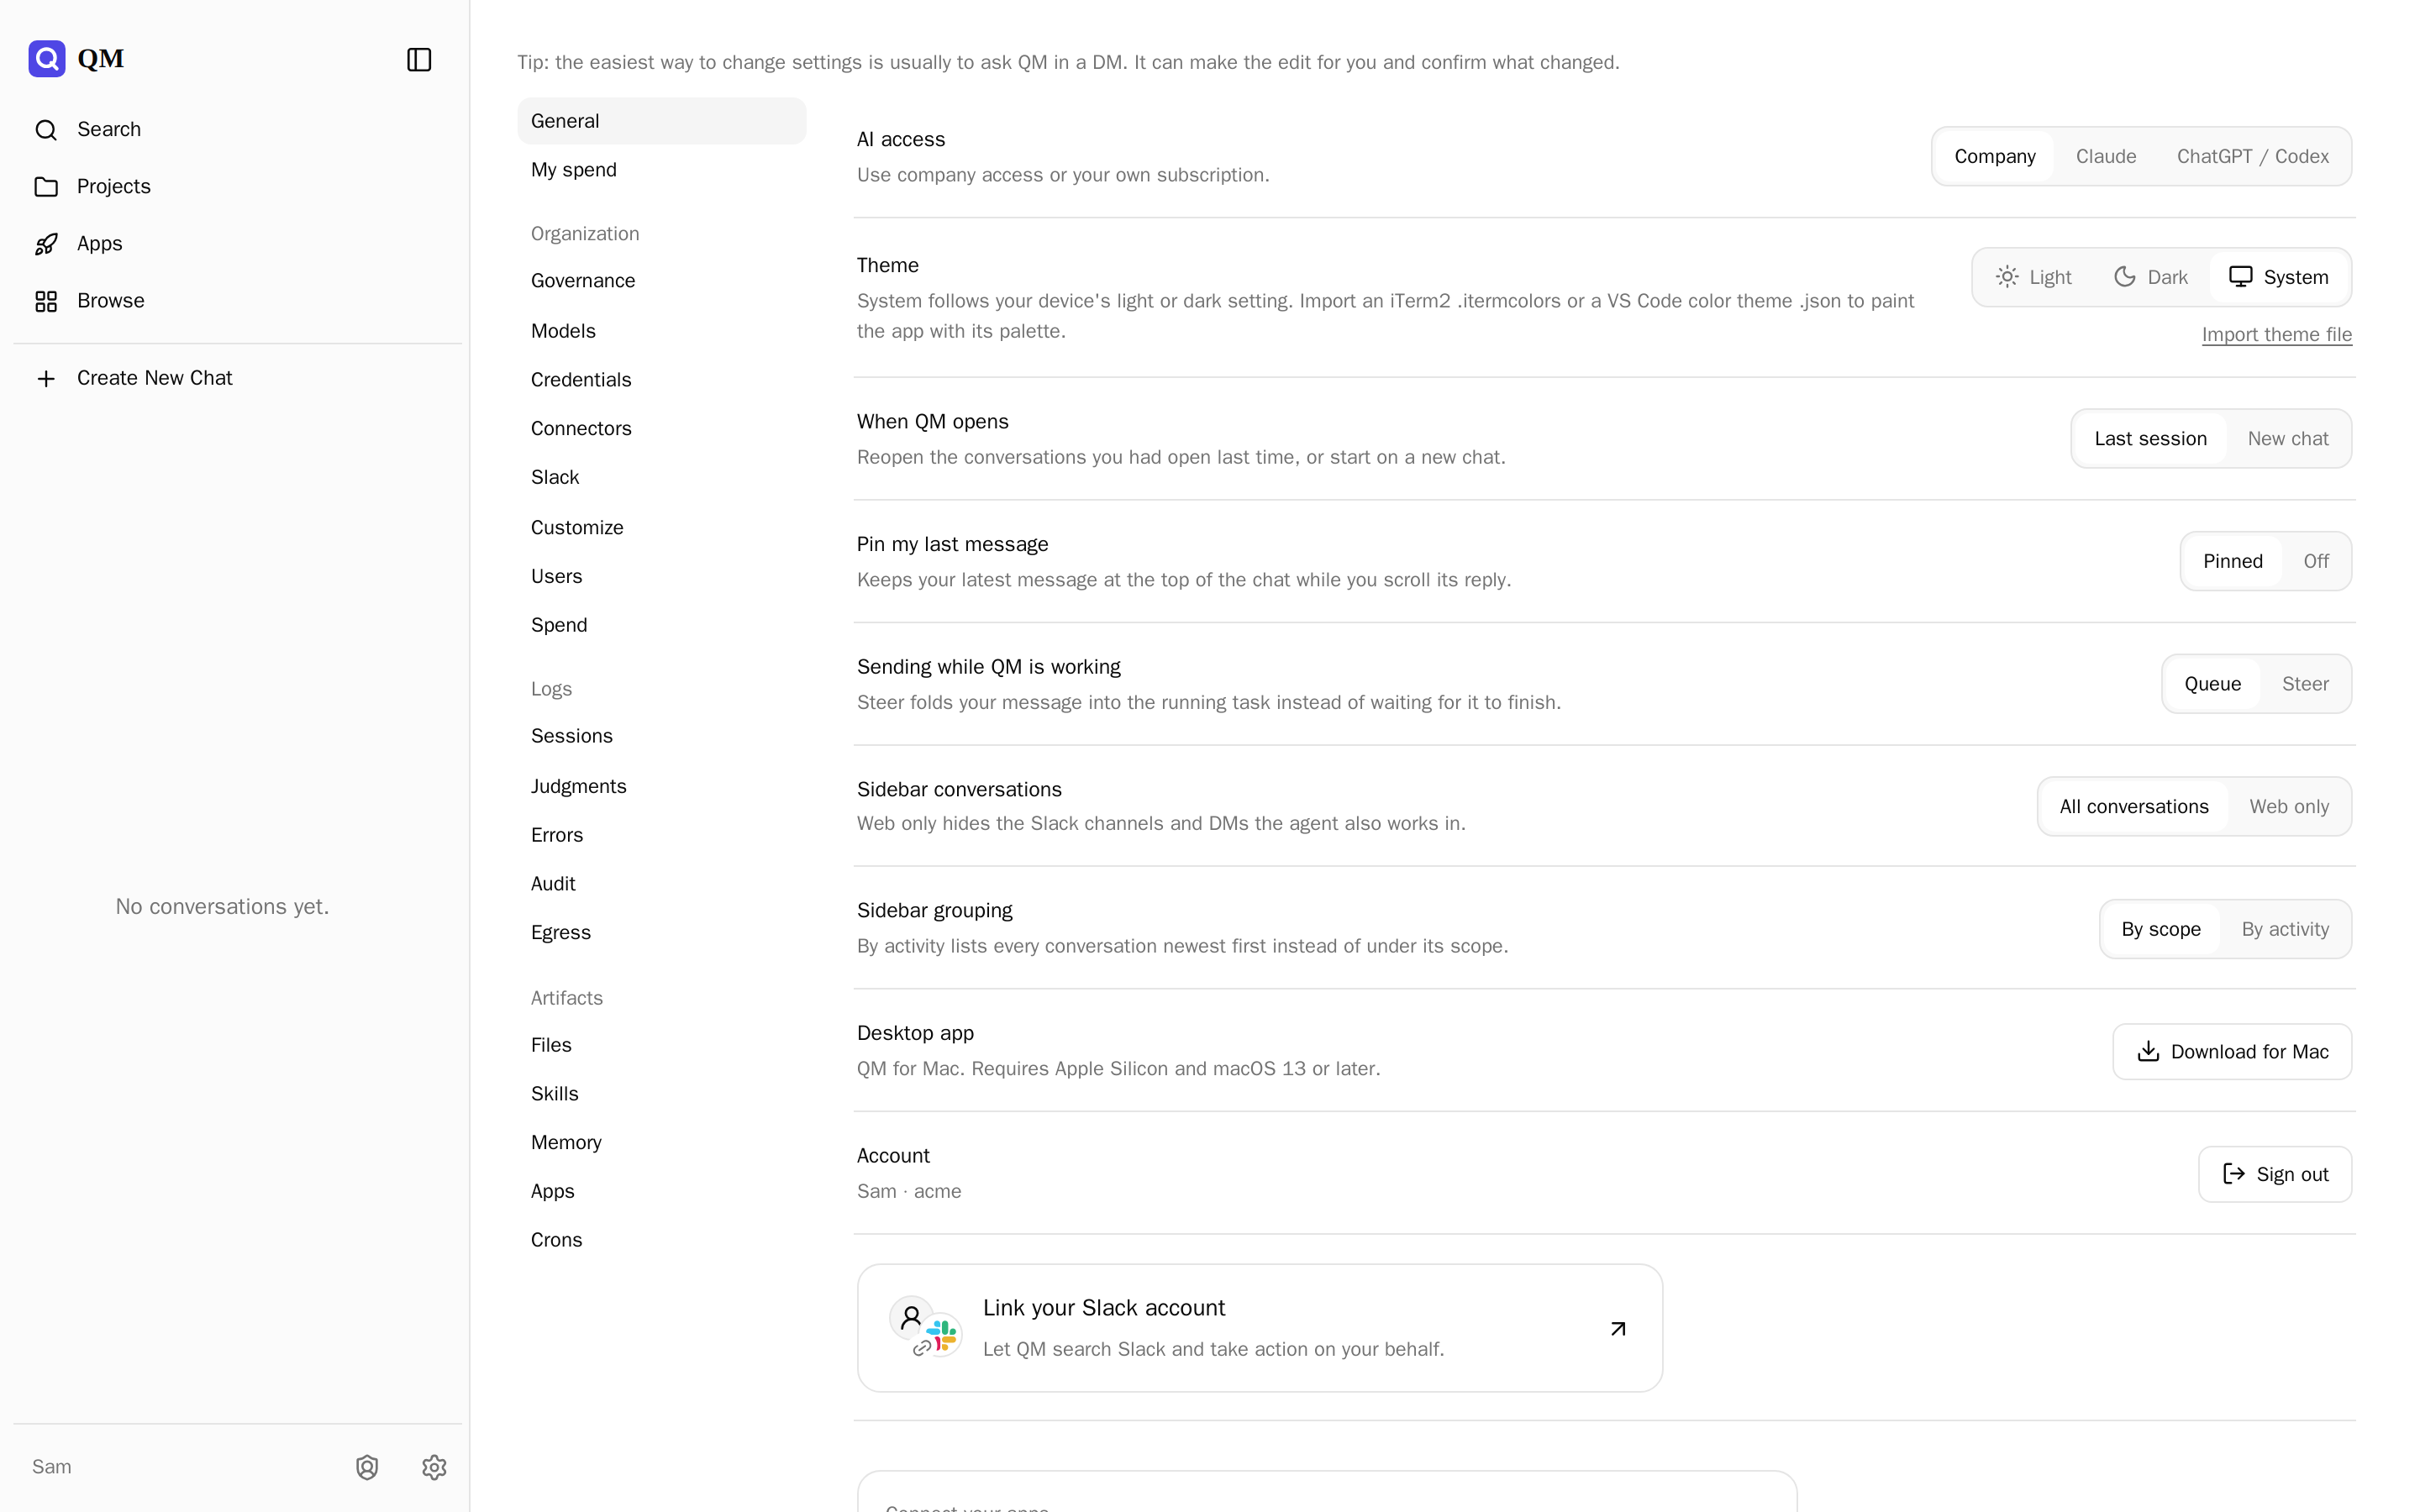 QM
Search
Projects
Apps
Browse
Create New Chat
No conversations yet.
Sam
Tip: the easiest way to change settings is usually to ask QM in a DM. It can make the edit for you and confirm what changed.
General
My spend
Organization
Governance
Models
Credentials
Connectors
Slack
Customize
Users
Spend
Logs
Sessions
Judgments
Errors
Audit
Egress
Artifacts
Files
Skills
Memory
Apps
Crons
AI access
Use company access or your own subscription.
Company Claude ChatGPT / Codex
Theme
System follows your device's light or dark setting. Import an iTerm2 .itermcolors or a VS Code color theme .json to paint
the app with its palette.
Light Dark System
Import theme file
When QM opens
Reopen the conversations you had open last time, or start on a new chat.
Last session New chat
Pin my last message
Keeps your latest message at the top of the chat while you scroll its reply.
Pinned Off
Sending while QM is working
Steer folds your message into the running task instead of waiting for it to finish.
Queue Steer
Sidebar conversations
Web only hides the Slack channels and DMs the agent also works in.
All conversations Web only
Sidebar grouping
By activity lists every conversation newest first instead of under its scope.
By scope By activity
Desktop app
QM for Mac. Requires Apple Silicon and macOS 13 or later.
Download for Mac
Account
Sam · acme
Sign out
Link your Slack account
Let QM search Slack and take action on your behalf.
Connect your apps